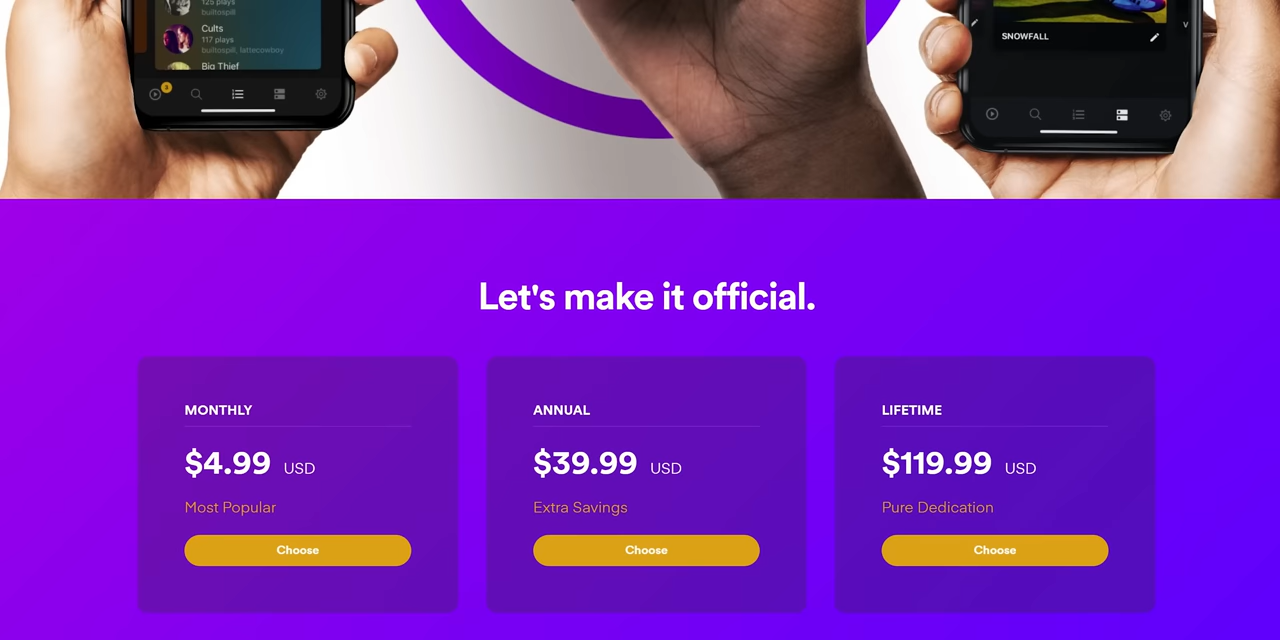 125 plays
builtospill
Cults
117 plays
builtospill, lattecowboy
Big Thief
3
SNOWFALL
V
Let's make it official.
MONTHLY
$4.99 USD
Most Popular
Choose
ANNUAL
$39.99 USD
Extra Savings
Choose
LIFETIME
$119.99 USD
Pure Dedication
Choose